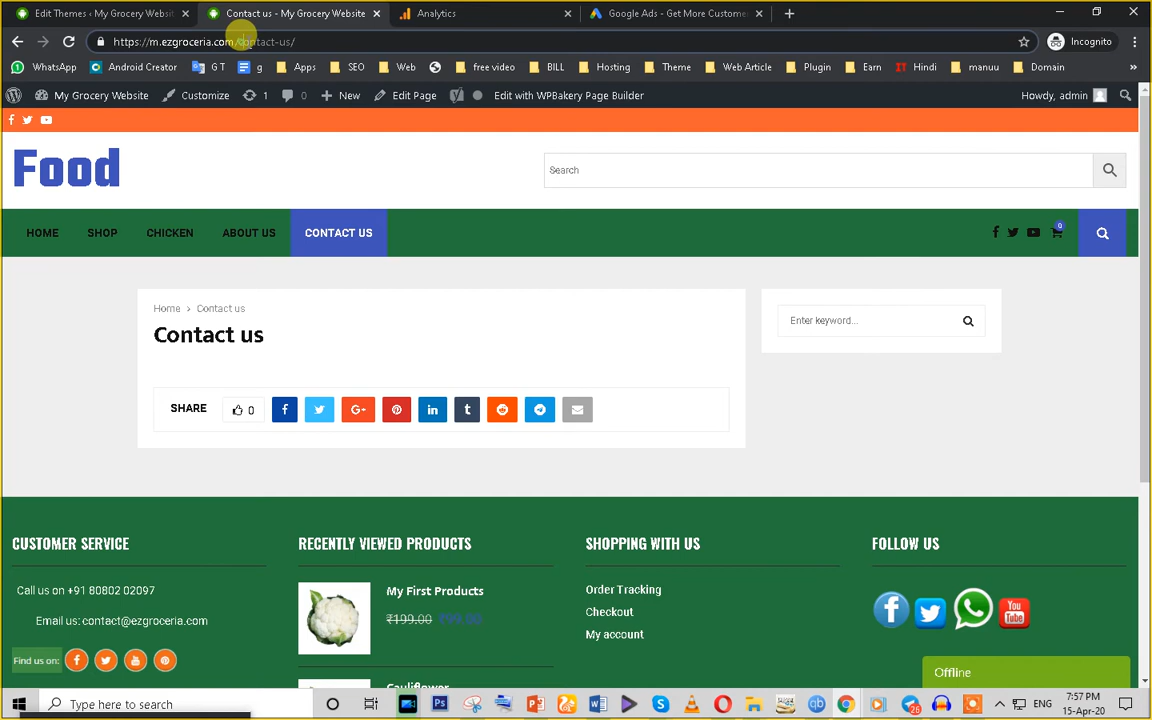 Edit Themes ‹ My Grocery Websit
Contact us - My Grocery Website
Analytics
Google Ads - Get More Custome
https://m.ezgroceria.com/contact-us/
Incognito
WhatsApp
Android Creator
G T
g
Apps
SEO
Web
free video
BILL
Hosting
Theme
Web Article
Plugin
Earn
IT Hindi
manuu
Domain
»
My Grocery Website
Customize
1
0
New
Edit Page
Edit with WPBakery Page Builder
Howdy, admin
Food
Search
HOME
SHOP
CHICKEN
ABOUT US
CONTACT US
0
Home › Contact us
Contact us
Enter keyword...
SHARE
0
CUSTOMER SERVICE
RECENTLY VIEWED PRODUCTS
SHOPPING WITH US
FOLLOW US
Call us on +91 80802 02097
Email us: contact@ezgroceria.com
Find us on:
My First Products
₹199.00 ₹99.00
Cauliflower
Order Tracking
Checkout
My account
You Tube
Offline
Type here to search
26
ENG
7:57 PM
15-Apr-20